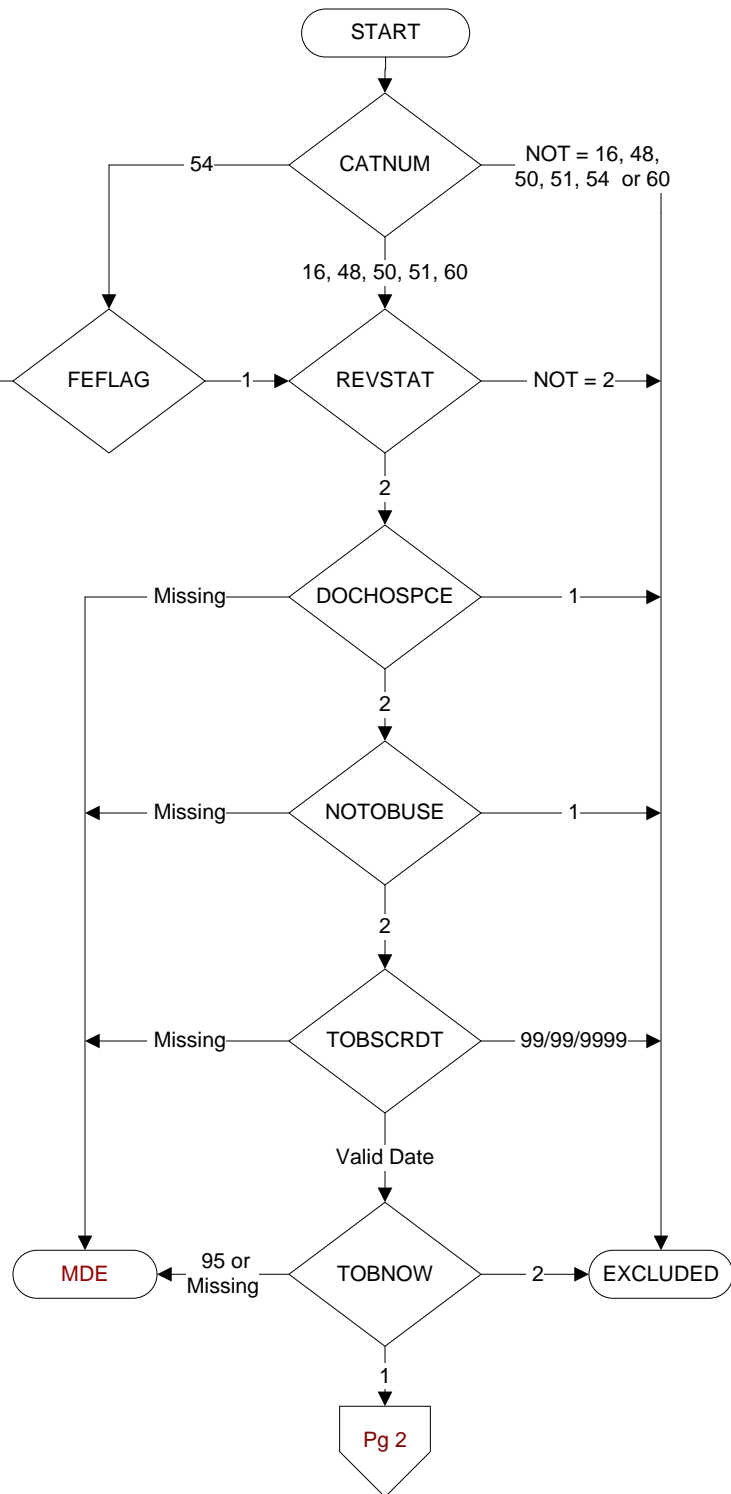 START
CATNUM
54
NOT = 16, 48,
50, 51, 54 or 60
16, 48, 50, 51, 60
FEFLAG
1
REVSTAT
NOT = 2
2
Missing
DOCHOSPCE
1
2
Missing
NOTOBUSE
1
2
Missing
TOBSCRDT
99/99/9999
Valid Date
MDE
95 or
Missing
TOBNOW
2
EXCLUDED
1
Pg 2